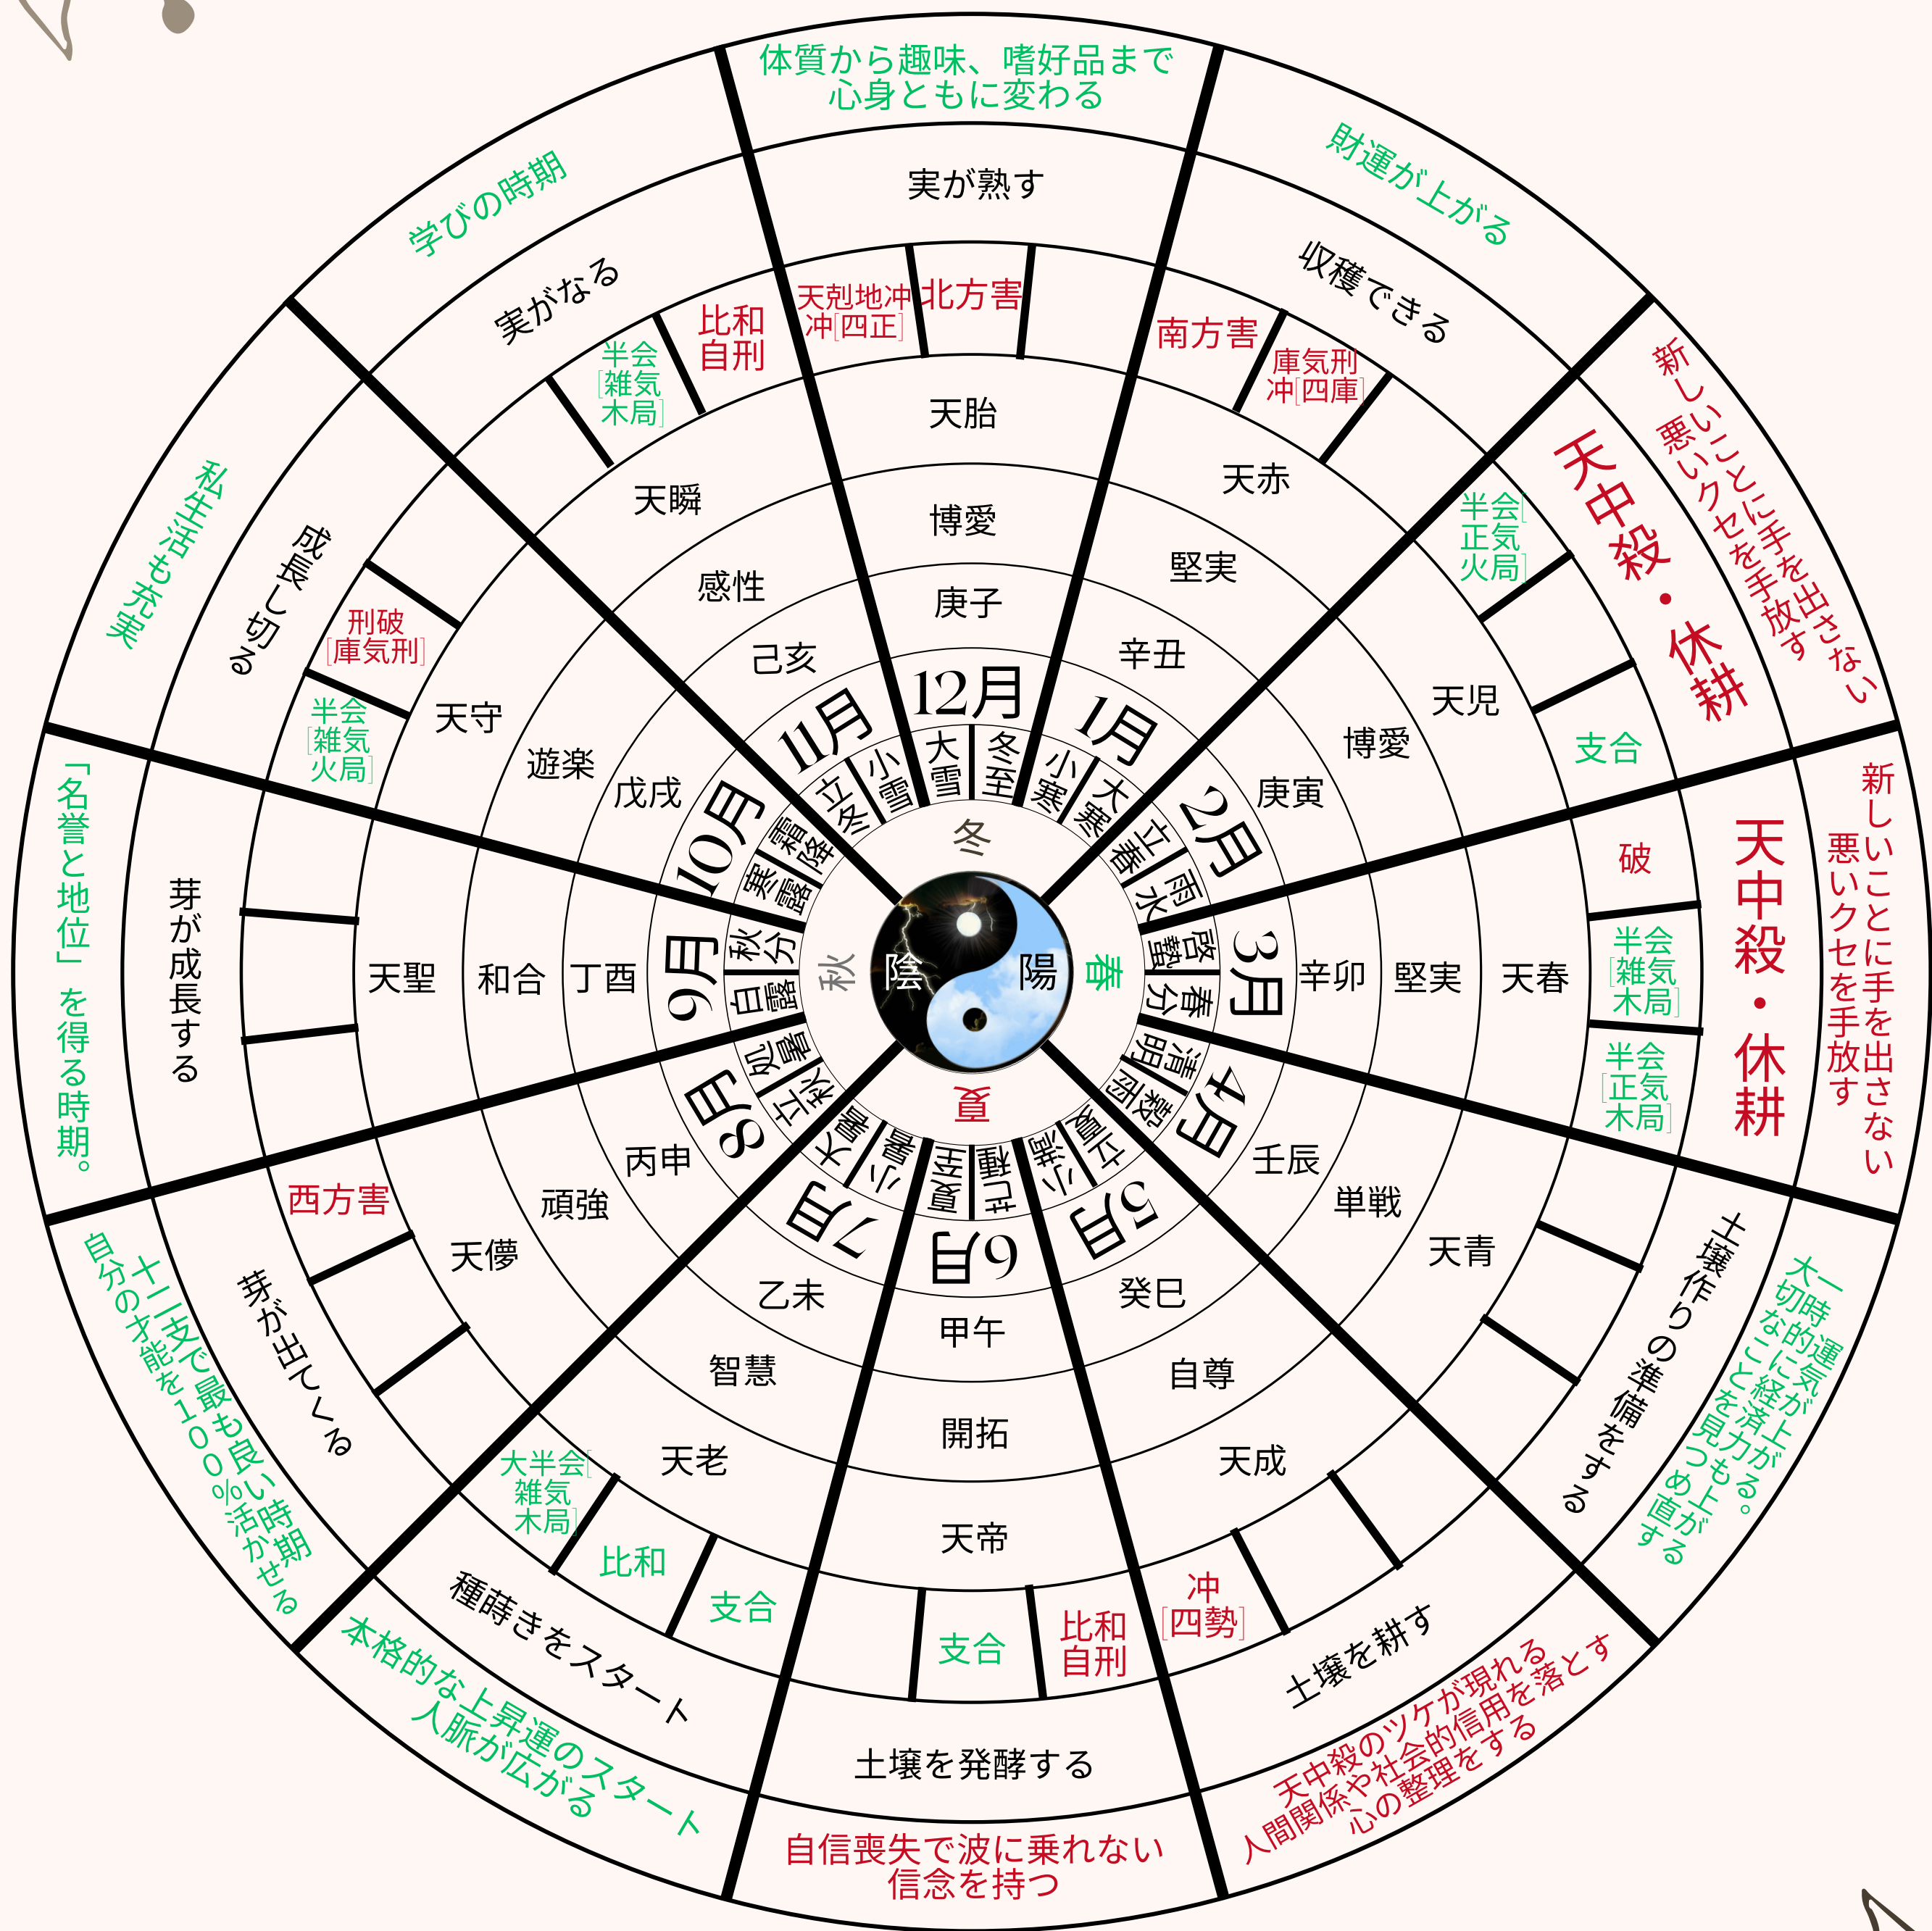 体質から趣味、嗜好品まで
心身ともに変わる
実が熟す
天剋地冲
冲[四正]
北方害
天胎
博愛
庚子
12月
大雪
冬至
財運が上がる
収穫できる
南方害
庫気刑
冲[四庫]
天赤
堅実
辛丑
1月
小寒
大寒
新しいことに手を出さない
悪いクセを手放す
天中殺・休耕
半会[
正気
火局]
支合
天児
博愛
庚寅
2月
立春
雨水
新しいことに手を出さない
悪いクセを手放す
天中殺・休耕
破
半会
[雑気
木局]
半会
[正気
木局]
天春
堅実
辛卯
3月
啓蟄
春分
一時的運気が上がる。
大切なことを見つめ直す
に経済力も上がる
土壌作りの準備をする
天青
単戦
壬辰
4月
清明
穀雨
天中殺のツケが現れる
人間関係や社会的信用を落とす
心の整理をする
土壌を耕す
冲
[四勢]
天成
自尊
癸巳
5月
立夏
小満
自信喪失で波に乗れない
信念を持つ
土壌を発酵する
比和
自刑
支合
天帝
開拓
甲午
6月
芒種
夏至
本格的な上昇運のスタート
人脈が広がる
種蒔きをスタート
支合
比和
大半会[
雑気
木局]
天老
智慧
乙未
7月
小暑
大暑
十二支で最も良い時期
自分の才能を100%活かせる
芽が出てくる
西方害
天儚
頑強
丙申
8月
立秋
処暑
「名誉と地位」を得る時期。
芽が成長する
天聖
和合
丁酉
9月
白露
秋分
私生活も充実
成長し切る
半会
[雑気
火局]
刑破
[庫気刑]
天守
遊楽
戊戌
10月
寒露
霜降
学びの時期
実がなる
半会
[雑気
木局]
比和
自刑
天瞬
感性
己亥
11月
立冬
小雪
冬
春
夏
秋
陰
陽